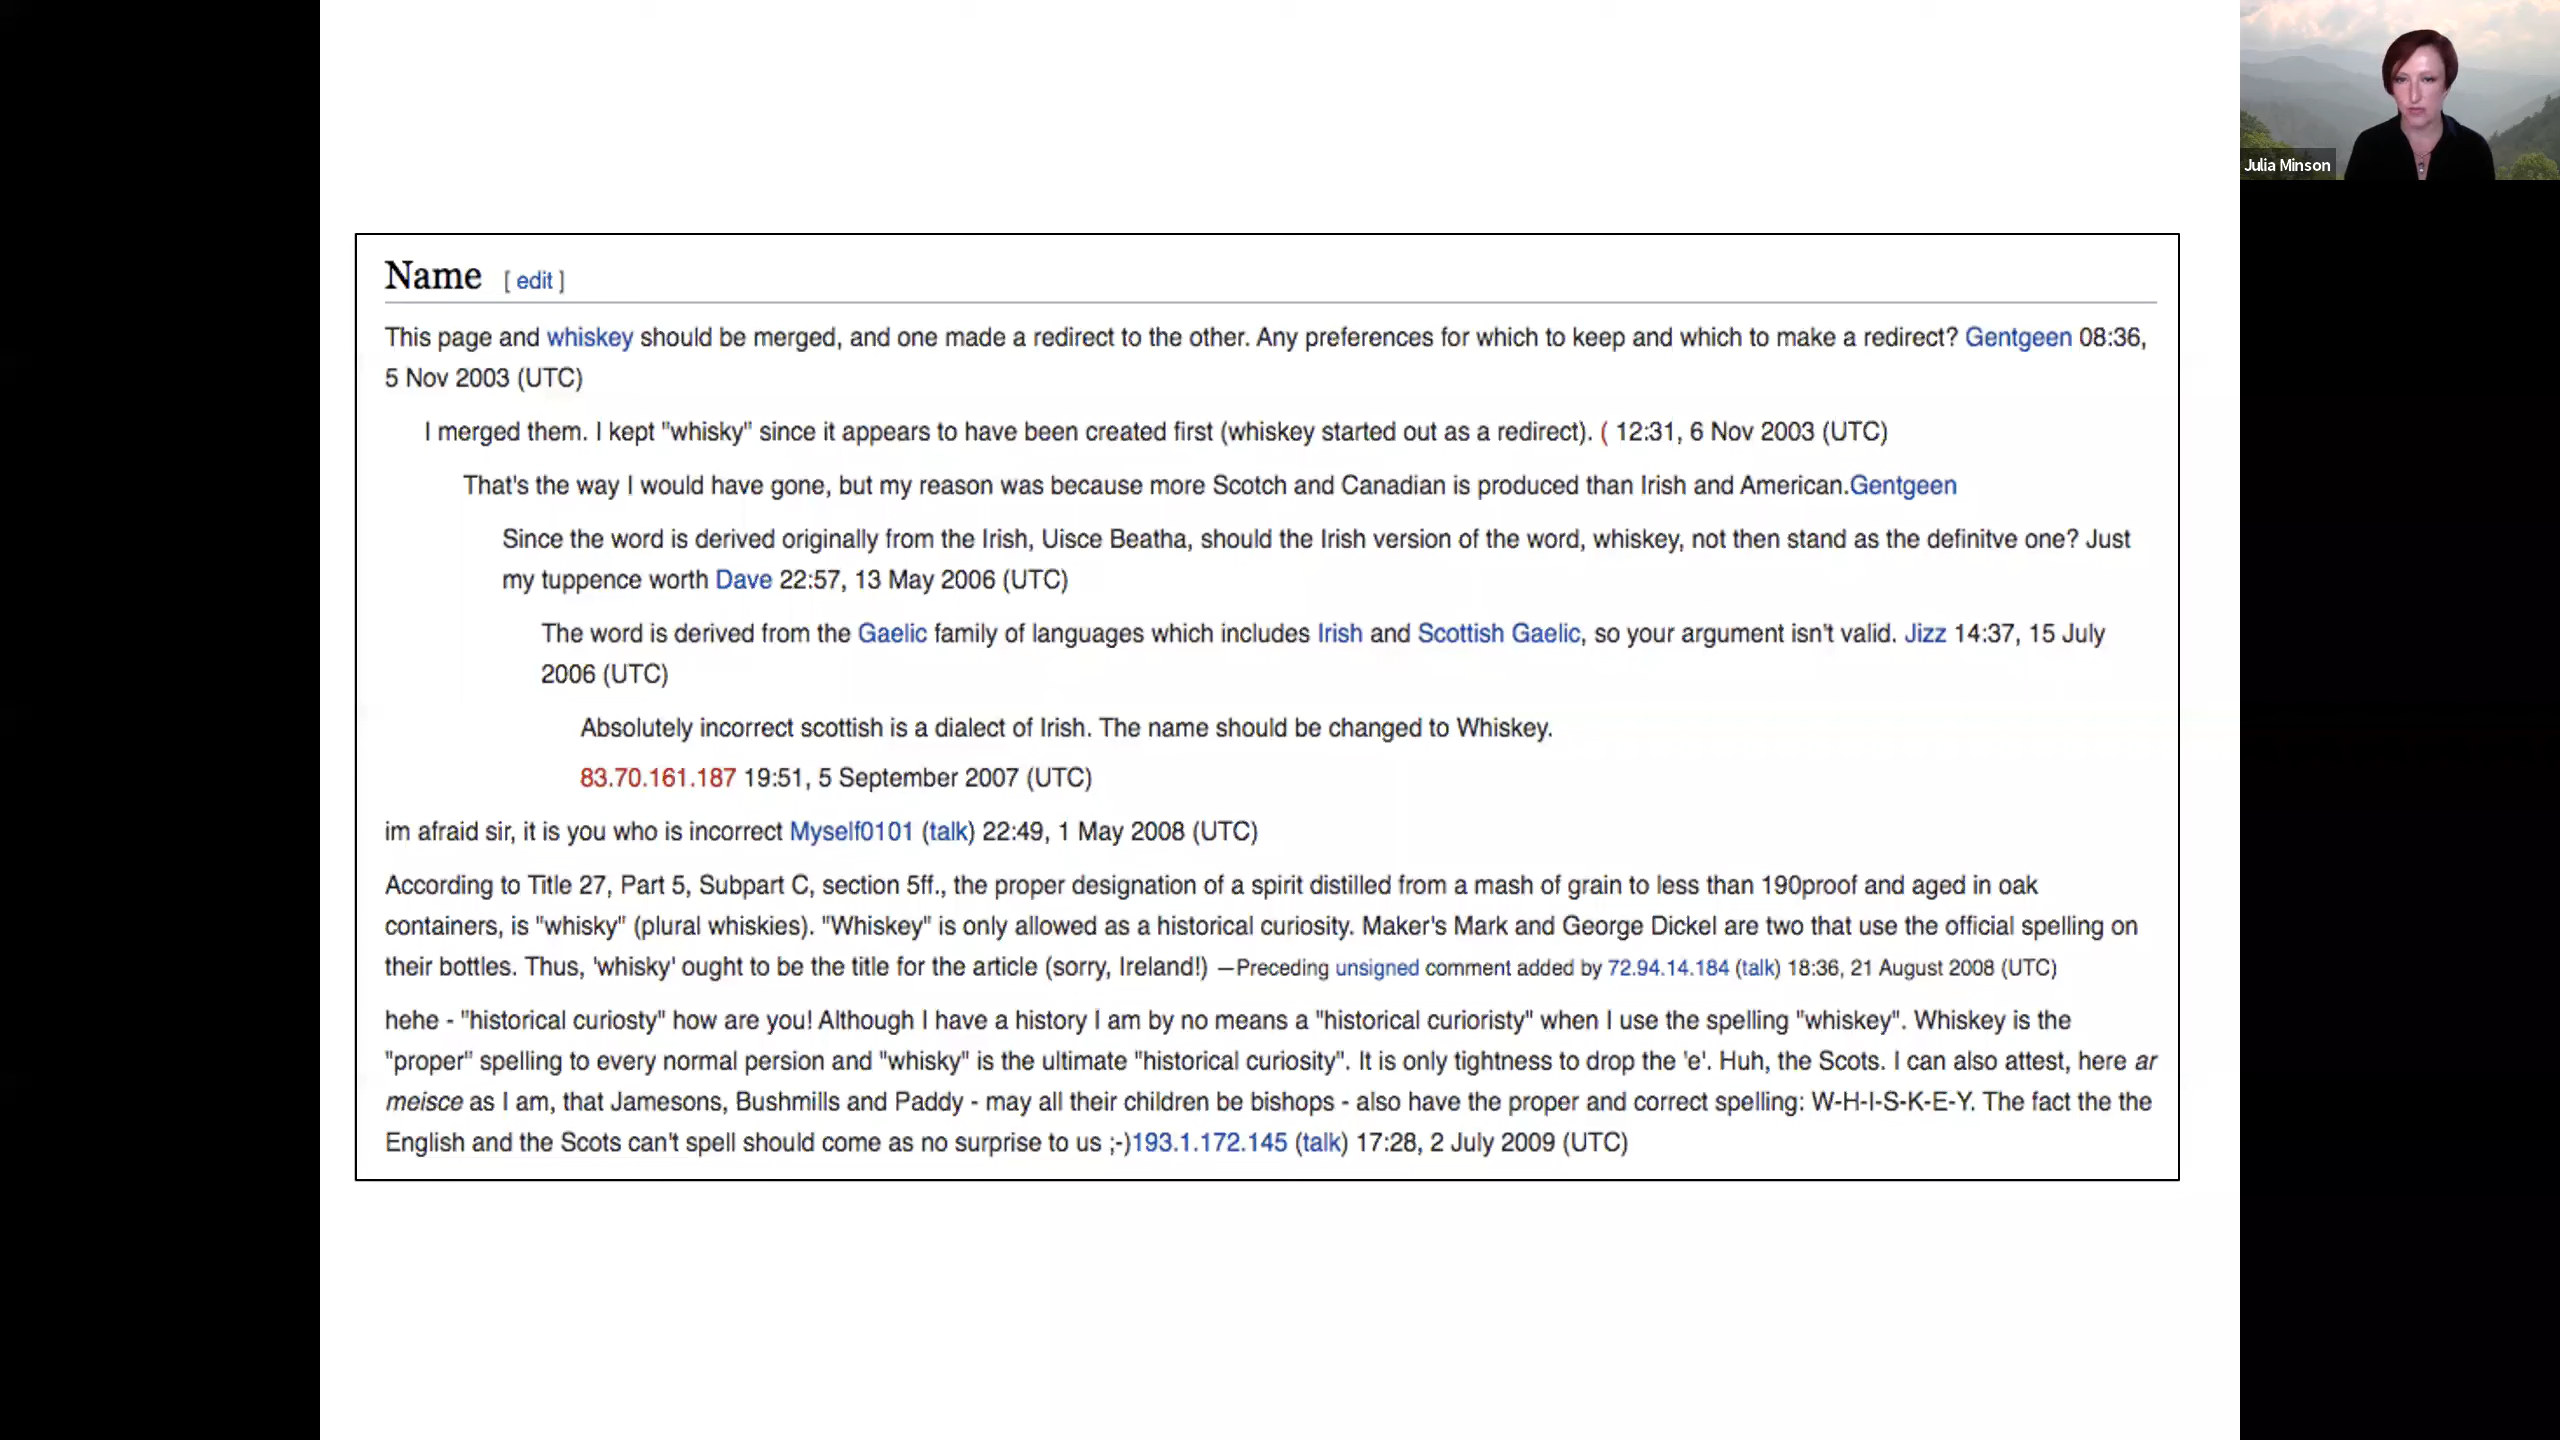 Julia Minson
Name [ edit ]
This page and whiskey should be merged, and one made a redirect to the other. Any preferences for which to keep and which to make a redirect? Gentgeen 08:36,
5 Nov 2003 (UTC)
I merged them. I kept "whisky" since it appears to have been created first (whiskey started out as a redirect). ( 12:31, 6 Nov 2003 (UTC)
That's the way I would have gone, but my reason was because more Scotch and Canadian is produced than Irish and American.Gentgeen
Since the word is derived originally from the Irish, Uisce Beatha, should the Irish version of the word, whiskey, not then stand as the definitve one? Just
my tuppence worth Dave 22:57, 13 May 2006 (UTC)
The word is derived from the Gaelic family of languages which includes Irish and Scottish Gaelic, so your argument isn't valid. Jizz 14:37, 15 July
2006 (UTC)
Absolutely incorrect scottish is a dialect of Irish. The name should be changed to Whiskey.
83.70.161.187 19:51, 5 September 2007 (UTC)
im afraid sir, it is you who is incorrect Myself0101 (talk) 22:49, 1 May 2008 (UTC)
According to Title 27, Part 5, Subpart C, section 5ff., the proper designation of a spirit distilled from a mash of grain to less than 190proof and aged in oak
containers, is "whisky" (plural whiskies). "Whiskey" is only allowed as a historical curiosity. Maker's Mark and George Dickel are two that use the official spelling on
their bottles. Thus, 'whisky' ought to be the title for the article (sorry, Ireland!) —Preceding unsigned comment added by 72.94.14.184 (talk) 18:36, 21 August 2008 (UTC)
hehe - "historical curiosty" how are you! Although I have a history I am by no means a "historical curioristy" when I use the spelling "whiskey". Whiskey is the
"proper" spelling to every normal persion and "whisky" is the ultimate "historical curiosity". It is only tightness to drop the 'e'. Huh, the Scots. I can also attest, here ar
meisce as I am, that Jamesons, Bushmills and Paddy - may all their children be bishops - also have the proper and correct spelling: W-H-I-S-K-E-Y. The fact the the
English and the Scots can't spell should come as no surprise to us ;-)193.1.172.145 (talk) 17:28, 2 July 2009 (UTC)